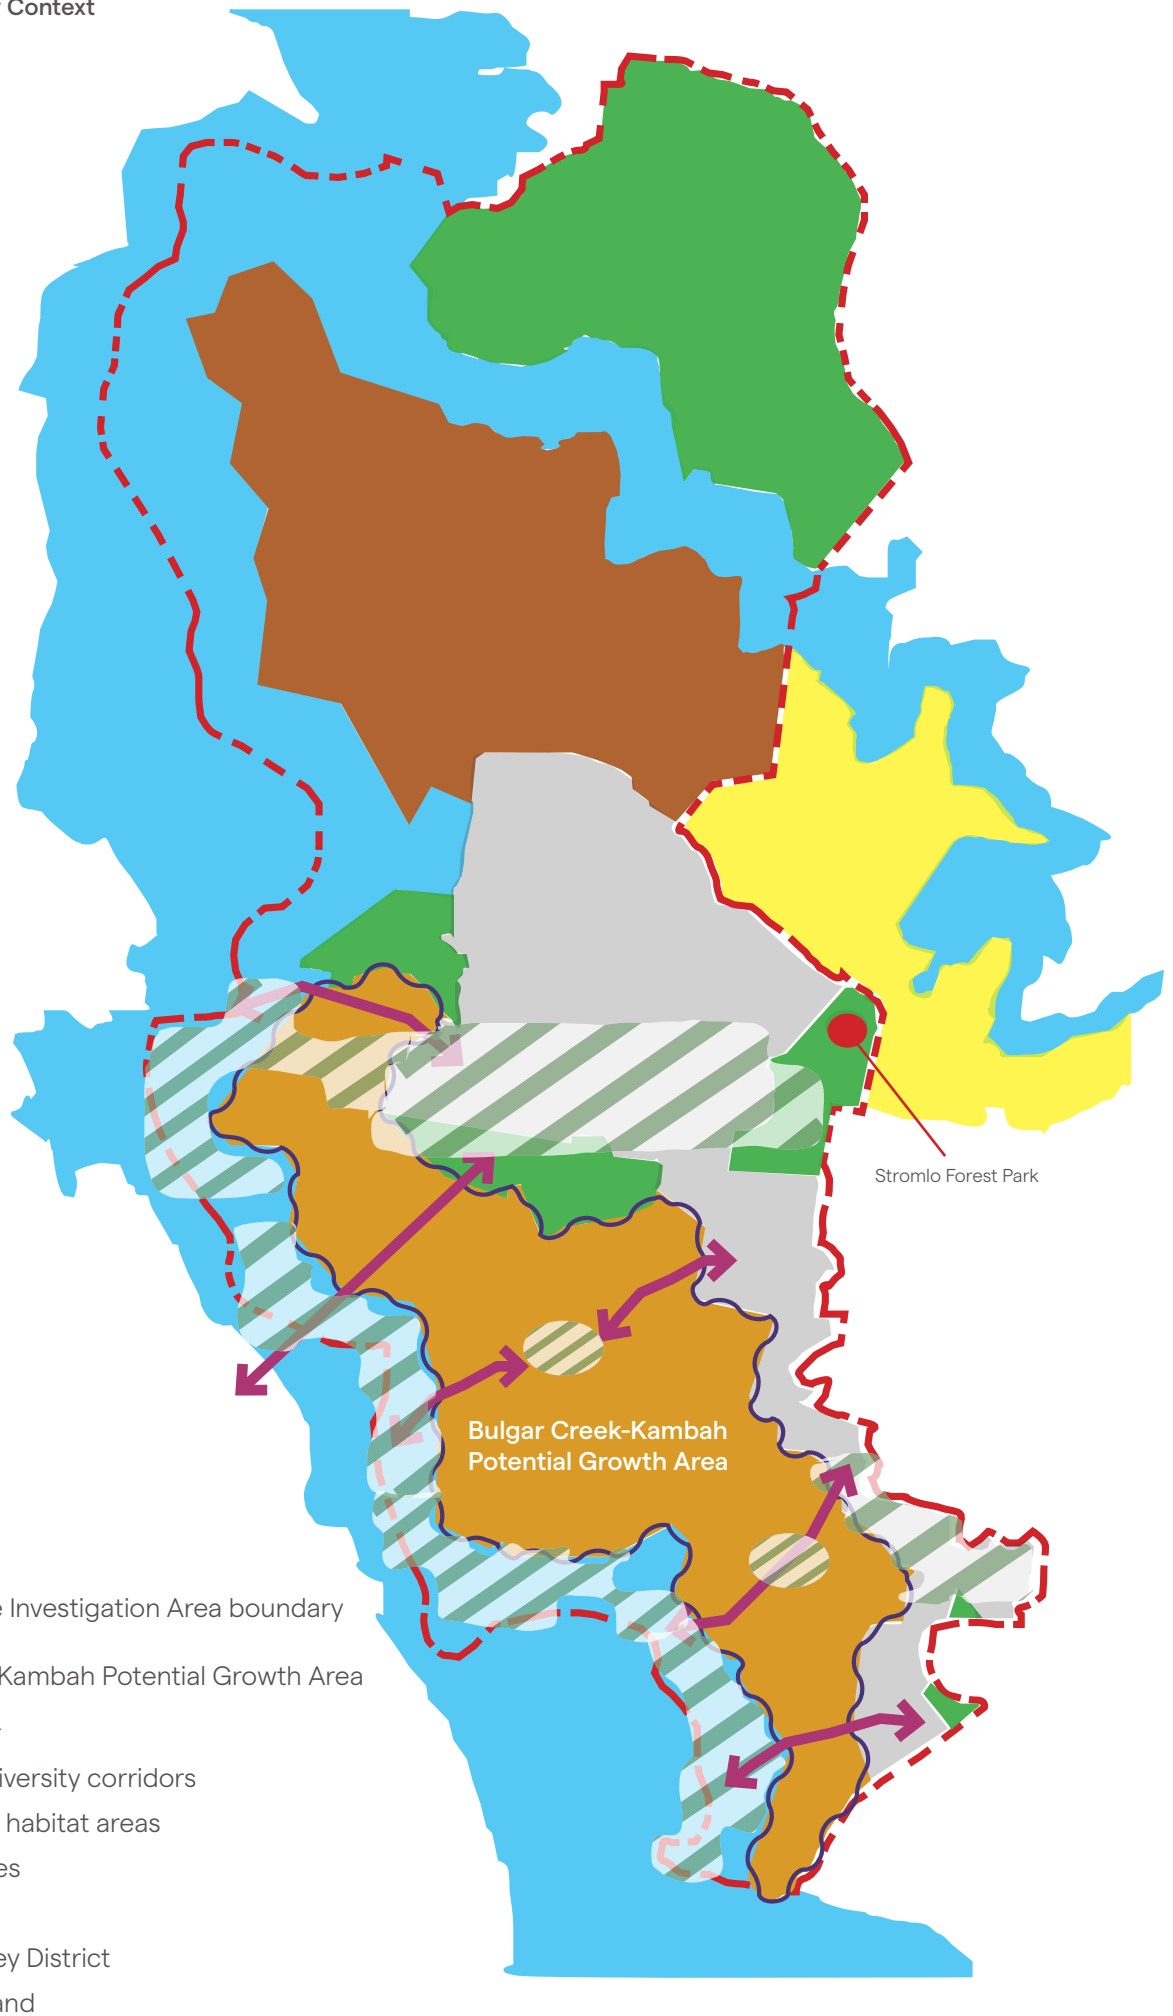 Context
Stromlo Forest Park
Bulgar Creek-Kambah
Potential Growth Area
Investigation Area boundary
Kambah Potential Growth Area
iversity corridors
habitat areas
es
ey District
and